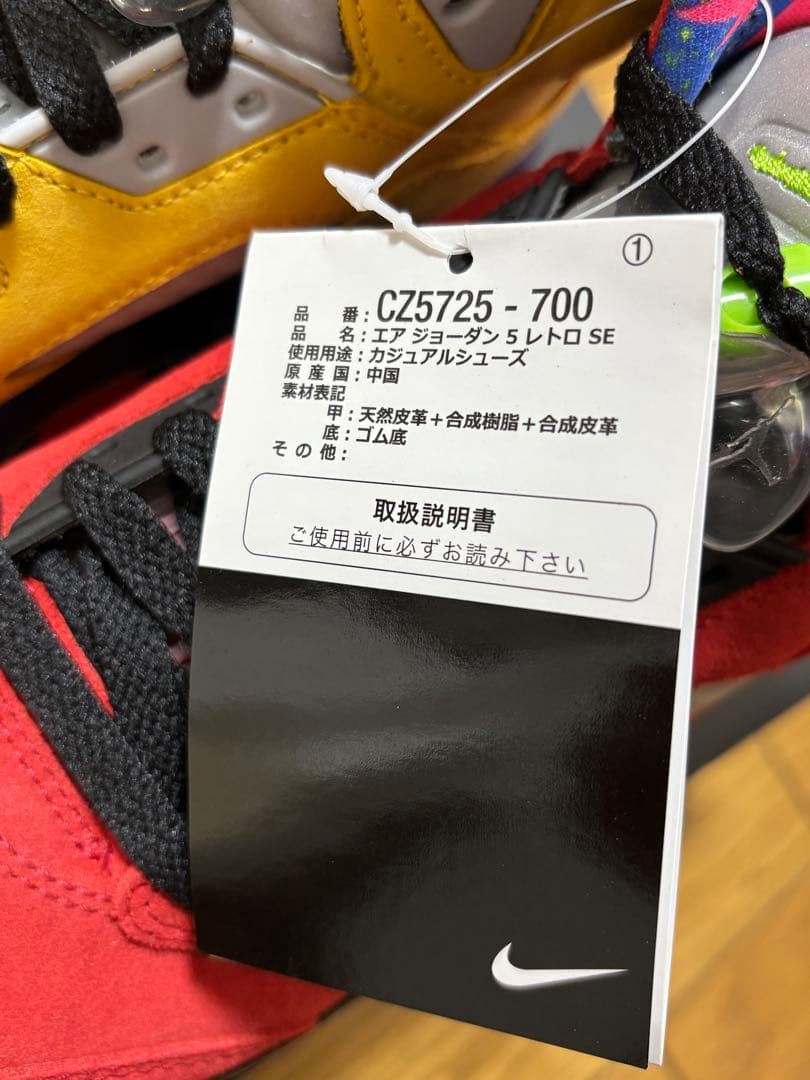 ①
品 番：CZ5725 - 700
品 名：エア ジョーダン 5 レトロ SE
使用用途：カジュアルシューズ
原 産 国：中国
素材表記
甲：天然皮革＋合成樹脂＋合成皮革
底：ゴム底
そ の 他：
取扱説明書
ご使用前に必ずお読み下さい